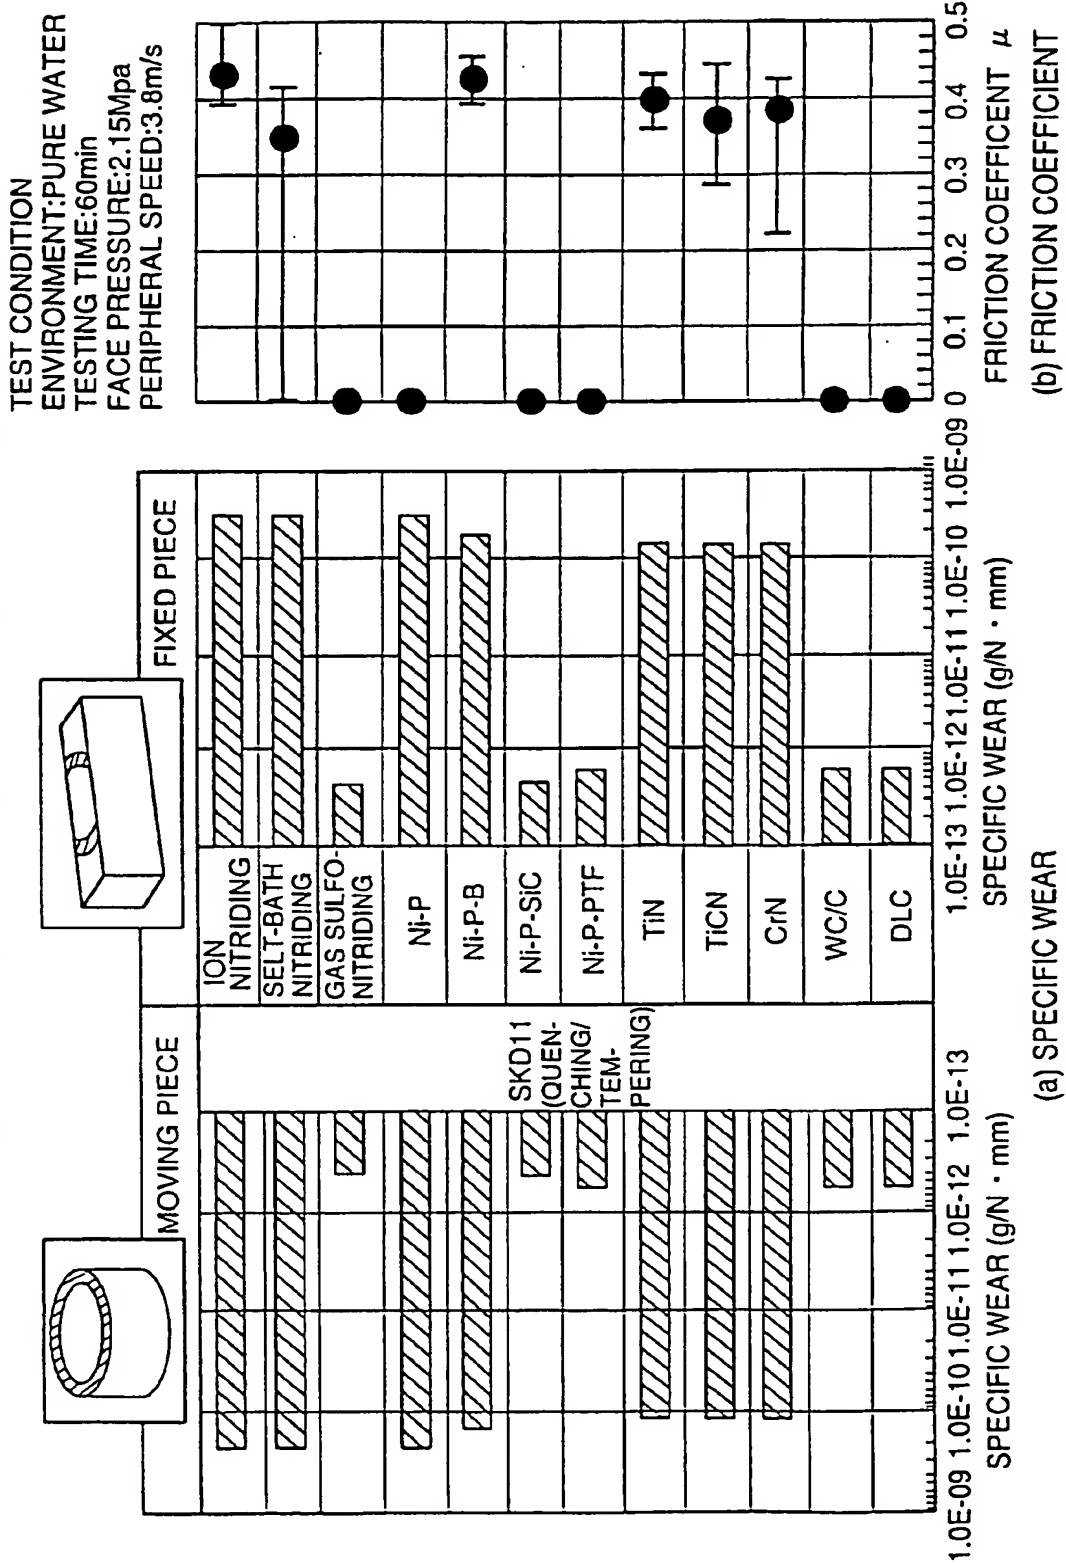 TEST CONDITION
ENVIRONMENT:PURE WATER
TESTING TIME:60min
FACE PRESSURE:2.15Mpa
PERIPHERAL SPEED:3.8m/s
MOVING PIECE
FIXED PIECE
SKD11
(QUEN-
CHING/
TEM-
PERING)
ION
NITRIDING
SELT-BATH
NITRIDING
GAS SULFO-
NITRIDING
Ni-P
Ni-P-B
Ni-P-SiC
Ni-P-PTF
TiN
TiCN
CrN
WC/C
DLC
1.0E-09 1.0E-10 1.0E-11 1.0E-12 1.0E-13
SPECIFIC WEAR (g/N・mm)
1.0E-13 1.0E-12 1.0E-11 1.0E-10 1.0E-09
SPECIFIC WEAR (g/N・mm)
(a) SPECIFIC WEAR
0 0.1 0.2 0.3 0.4 0.5
FRICTION COEFFICENT μ
(b) FRICTION COEFFICIENT